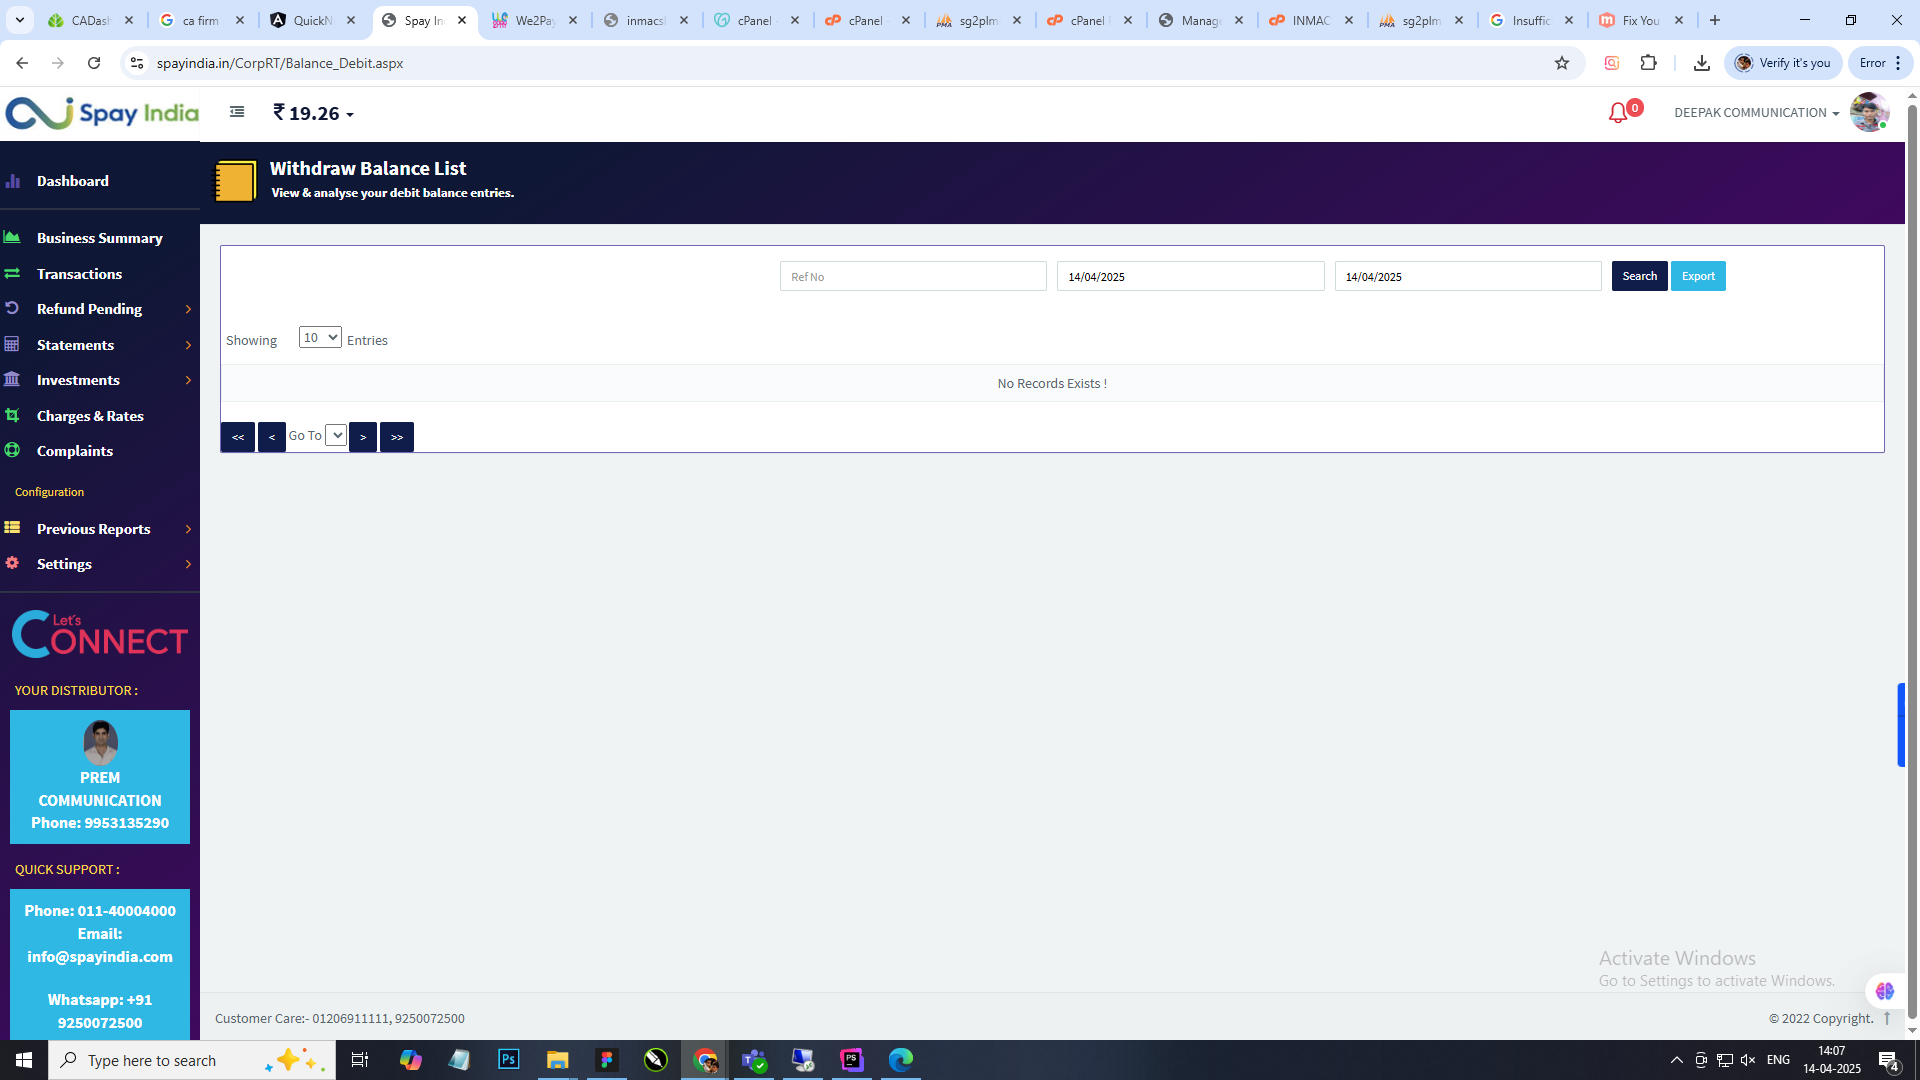 CADash
ca firm
QuickN
Spay In
We2Pay
inmacs
cPanel
cPanel -
sg2plm
cPanel
Manage
INMAC
sg2plm
Insuffic
Fix You
spayindia.in/CorpRT/Balance_Debit.aspx
Verify it's you
Error
Spay India
₹ 19.26
0
DEEPAK COMMUNICATION
Dashboard
Business Summary
Transactions
Refund Pending
Statements
Investments
Charges & Rates
Complaints
Configuration
Previous Reports
Settings
Let's
CONNECT
YOUR DISTRIBUTOR :
PREM
COMMUNICATION
Phone: 9953135290
QUICK SUPPORT :
Phone: 011-40004000
Email:
info@spayindia.com
Whatsapp: +91
9250072500
Withdraw Balance List
View & analyse your debit balance entries.
Ref No
14/04/2025
14/04/2025
Search
Export
Showing 10 Entries
No Records Exists !
<< < Go To > >>
Activate Windows
Go to Settings to activate Windows.
Customer Care:- 01206911111, 9250072500
© 2022 Copyright.
Type here to search
Ps
PS
ENG
14:07
14-04-2025
4